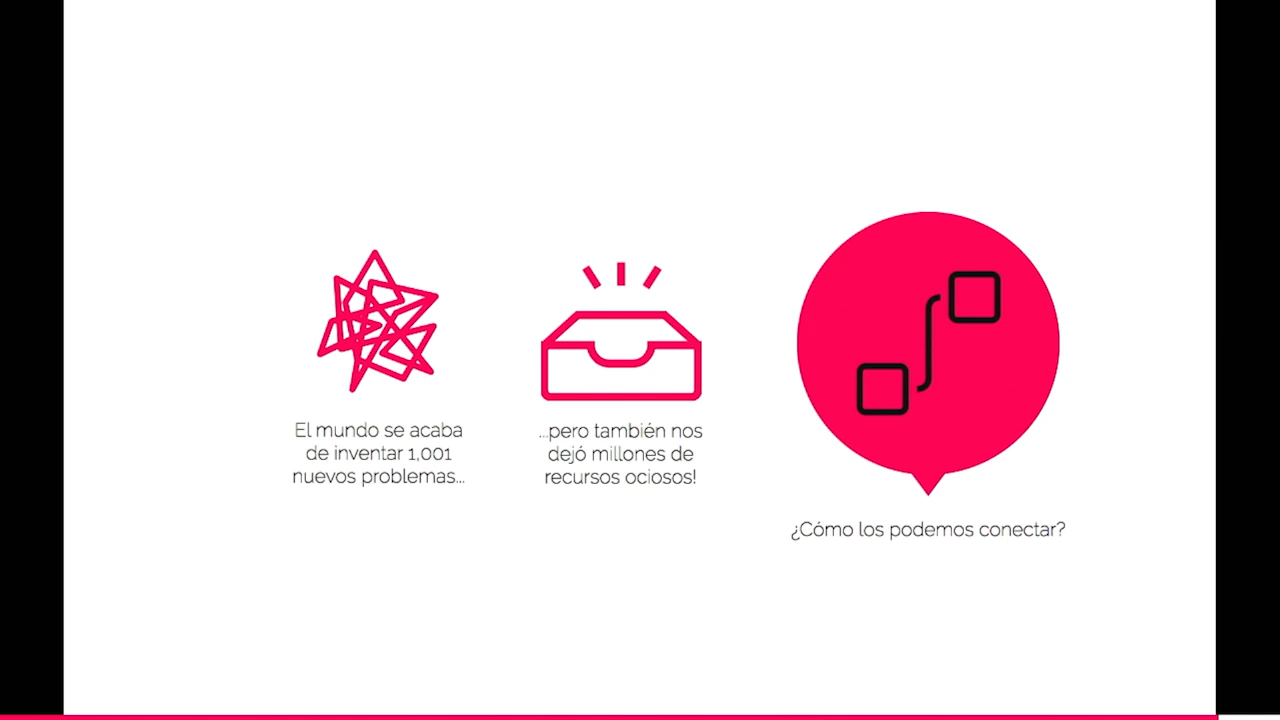 El mundo se acaba
de inventar 1,001
nuevos problemas...
...pero también nos
dejó millones de
recursos ociosos!
¿Cómo los podemos conectar?